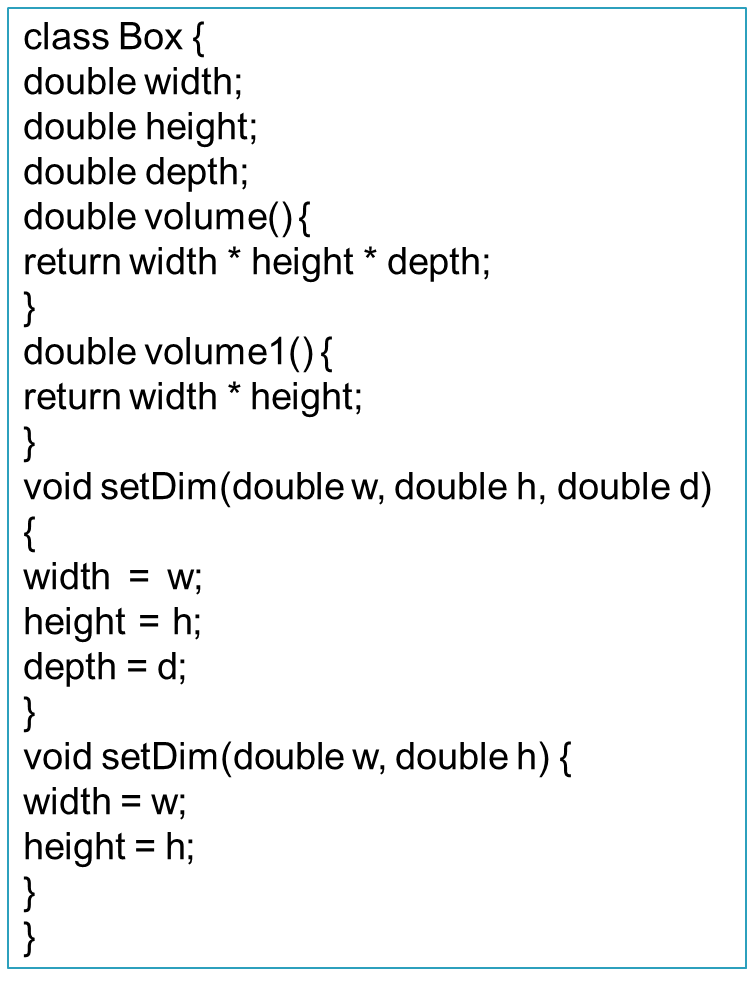 class Box {
double width;
double height;
double depth;
double volume(){
return width * height * depth;
}
double volume1(){
return width * height;
}
void setDim(double w, double h, double d)
{
width = w;
height = h;
depth = d;
}
void setDim(double w, double h) {
width = w;
height = h;
}
}